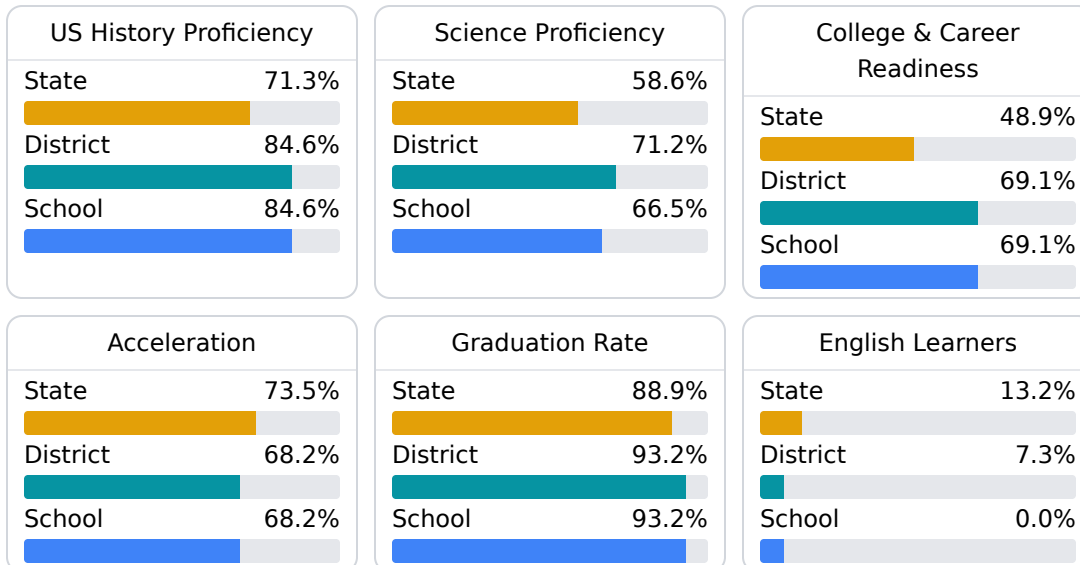 US History Proficiency
State 71.3%
District 84.6%
School 84.6%
Science Proficiency
State 58.6%
District 71.2%
School 66.5%
College & Career
Readiness
State 48.9%
District 69.1%
School 69.1%
Acceleration
State 73.5%
District 68.2%
School 68.2%
Graduation Rate
State 88.9%
District 93.2%
School 93.2%
English Learners
State 13.2%
District 7.3%
School 0.0%